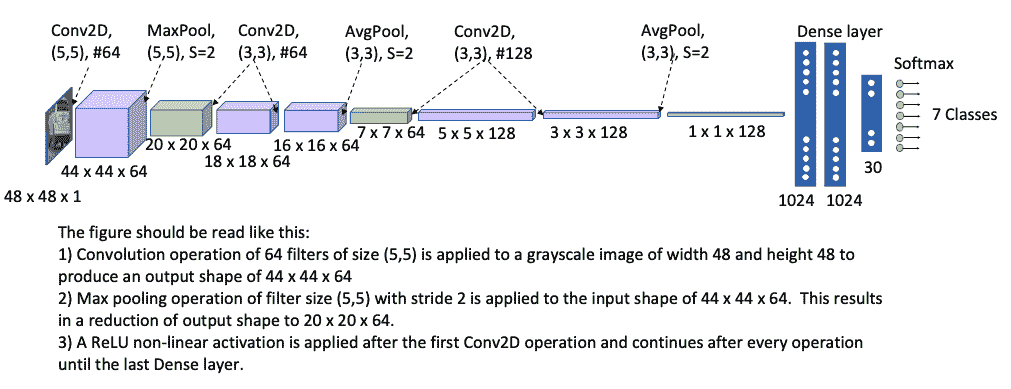 Conv2D,
(5,5), #64
MaxPool,
(5,5), S=2
Conv2D,
(3,3), #64
AvgPool,
(3,3), S=2
Conv2D,
(3,3), #128
AvgPool,
(3,3), S=2
Dense layer
Softmax
7 Classes
48 x 48 x 1
44 x 44 x 64
20 x 20 x 64
18 x 18 x 64
16 x 16 x 64
7 x 7 x 64
5 x 5 x 128
3 x 3 x 128
1 x 1 x 128
1024
1024
30
The figure should be read like this:
1) Convolution operation of 64 filters of size (5,5) is applied to a grayscale image of width 48 and height 48 to
produce an output shape of 44 x 44 x 64
2) Max pooling operation of filter size (5,5) with stride 2 is applied to the input shape of 44 x 44 x 64.  This results
in a reduction of output shape to 20 x 20 x 64.
3) A ReLU non-linear activation is applied after the first Conv2D operation and continues after every operation
until the last Dense layer.